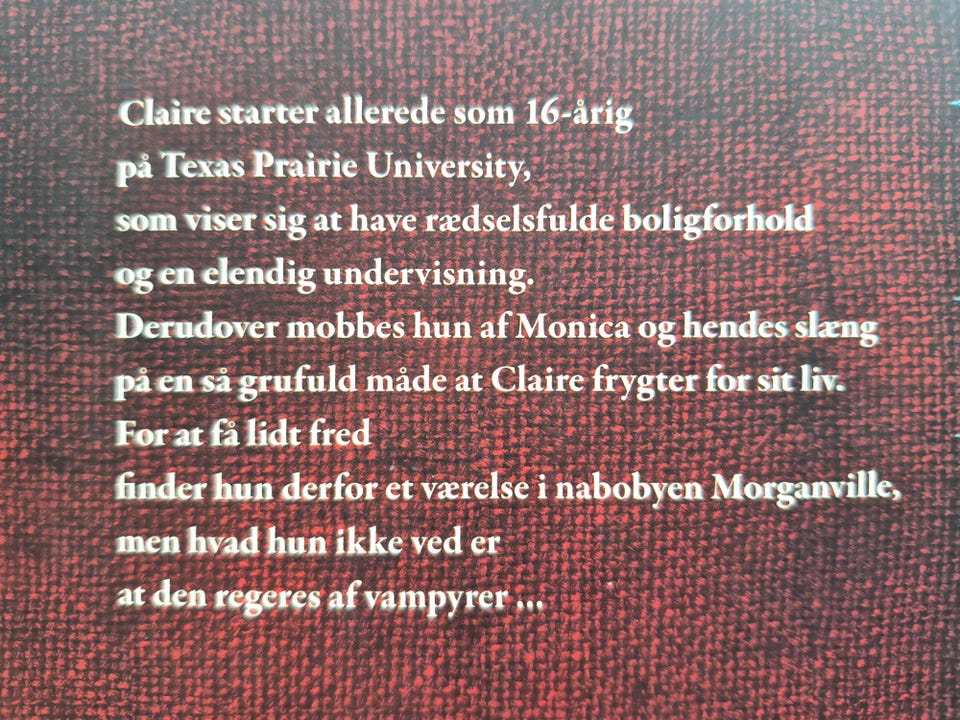 Claire starter allerede som 16-årig
på Texas Prairie University,
som viser sig at have rædselsfulde boligforhold
og en elendig undervisning.
Derudover mobbes hun af Monica og hendes slæng
på en så grufuld måde at Claire frygter for sit liv.
For at få lidt fred
finder hun derfor et værelse i nabobyen Morganville,
men hvad hun ikke ved er
at den regeres af vampyrer ...